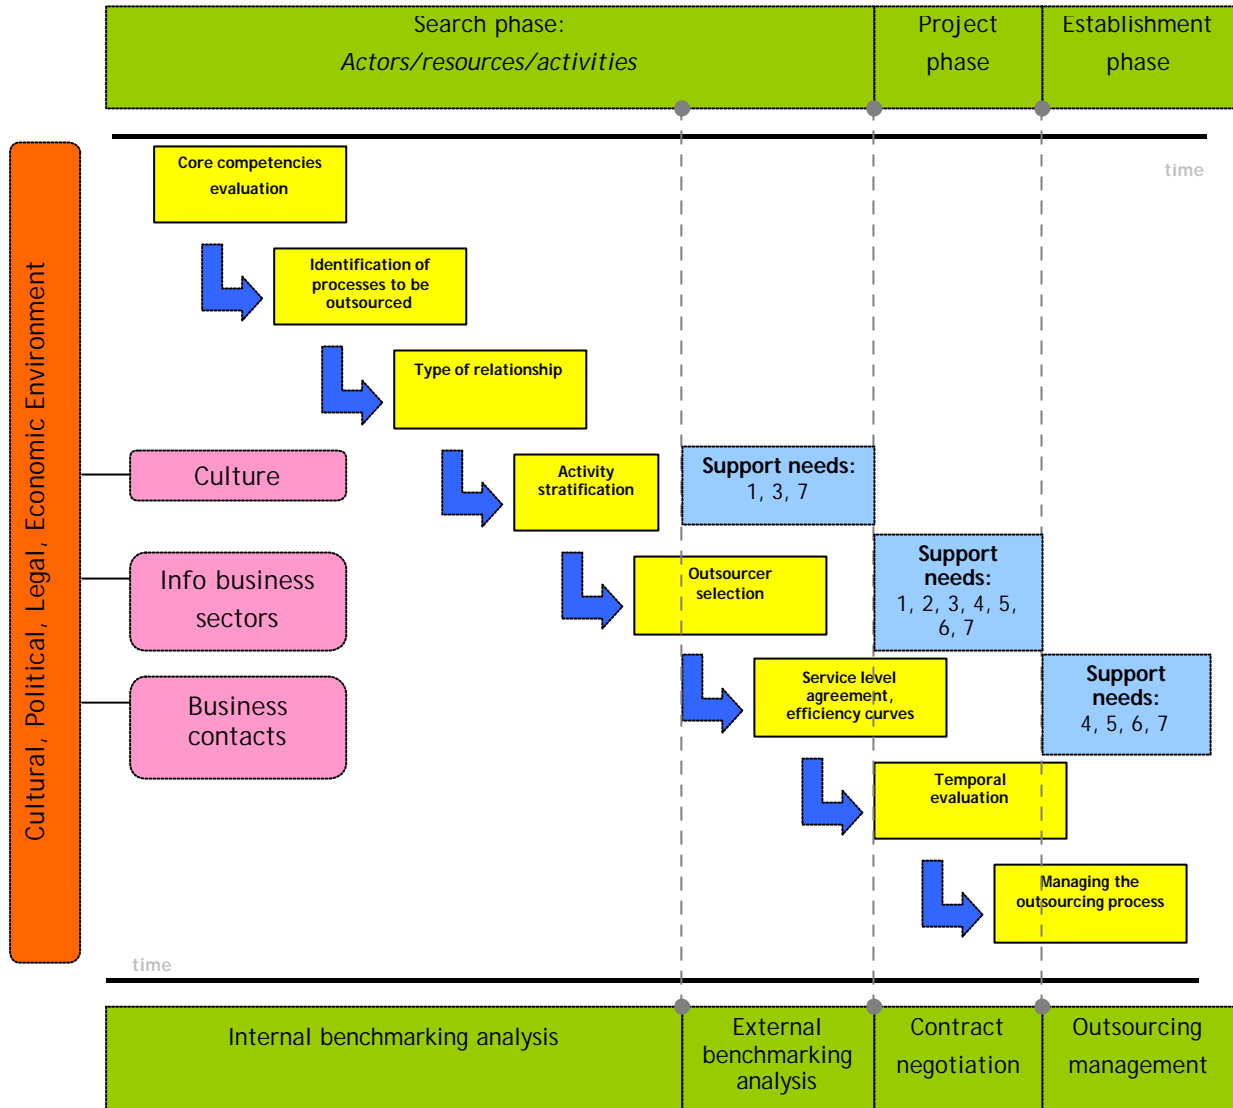 Search phase:
Actors/resources/activities
Project
phase
Establishment
phase
time
Cultural, Political, Legal, Economic Environment
Core competencies
evaluation
Identification of
processes to be
outsourced
Type of relationship
Culture
Activity
stratification
Support needs:
1, 3, 7
Info business
sectors
Outsourcer
selection
Support
needs:
1, 2, 3, 4, 5,
6, 7
Business
contacts
Service level
agreement,
efficiency curves
Support
needs:
4, 5, 6, 7
Temporal
evaluation
Managing the
outsourcing process
time
Internal benchmarking analysis
External
benchmarking
analysis
Contract
negotiation
Outsourcing
management